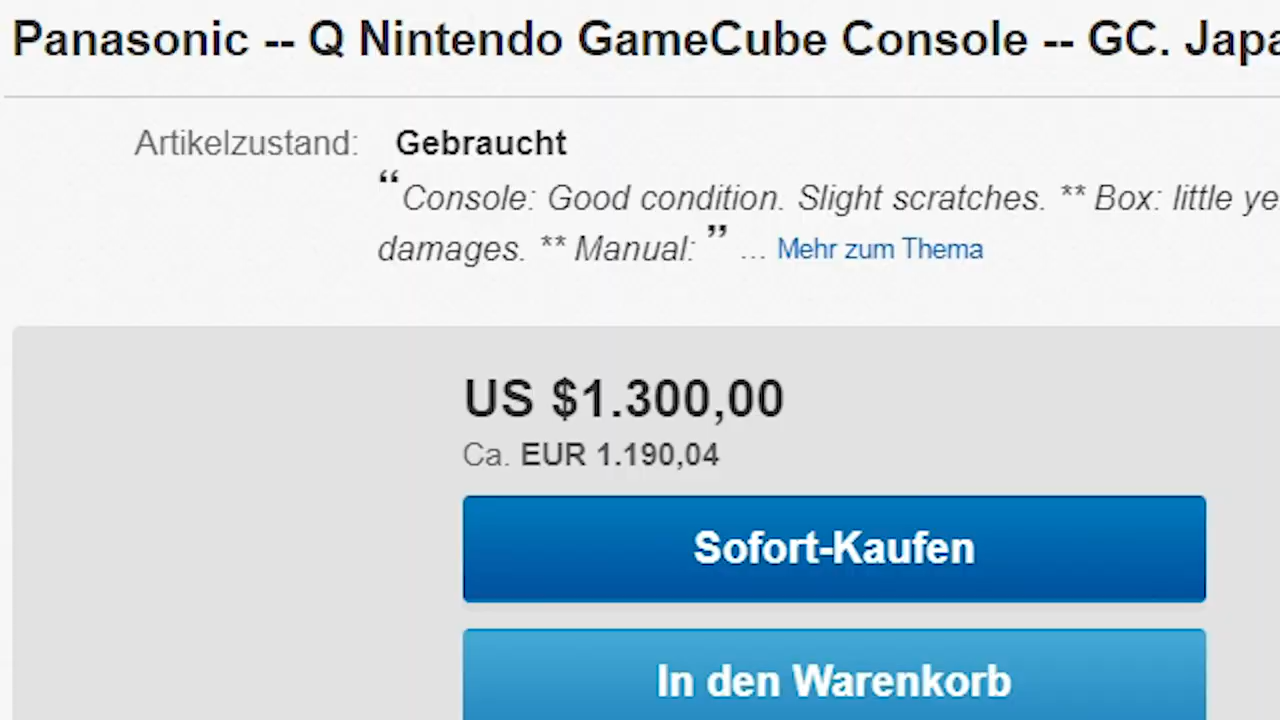 Panasonic -- Q Nintendo GameCube Console -- GC. Japa
Artikelzustand: Gebraucht
“Console: Good condition. Slight scratches. ** Box: little ye
damages. ** Manual: ” ... Mehr zum Thema
US $1.300,00
Ca. EUR 1.190,04
Sofort-Kaufen
In den Warenkorb